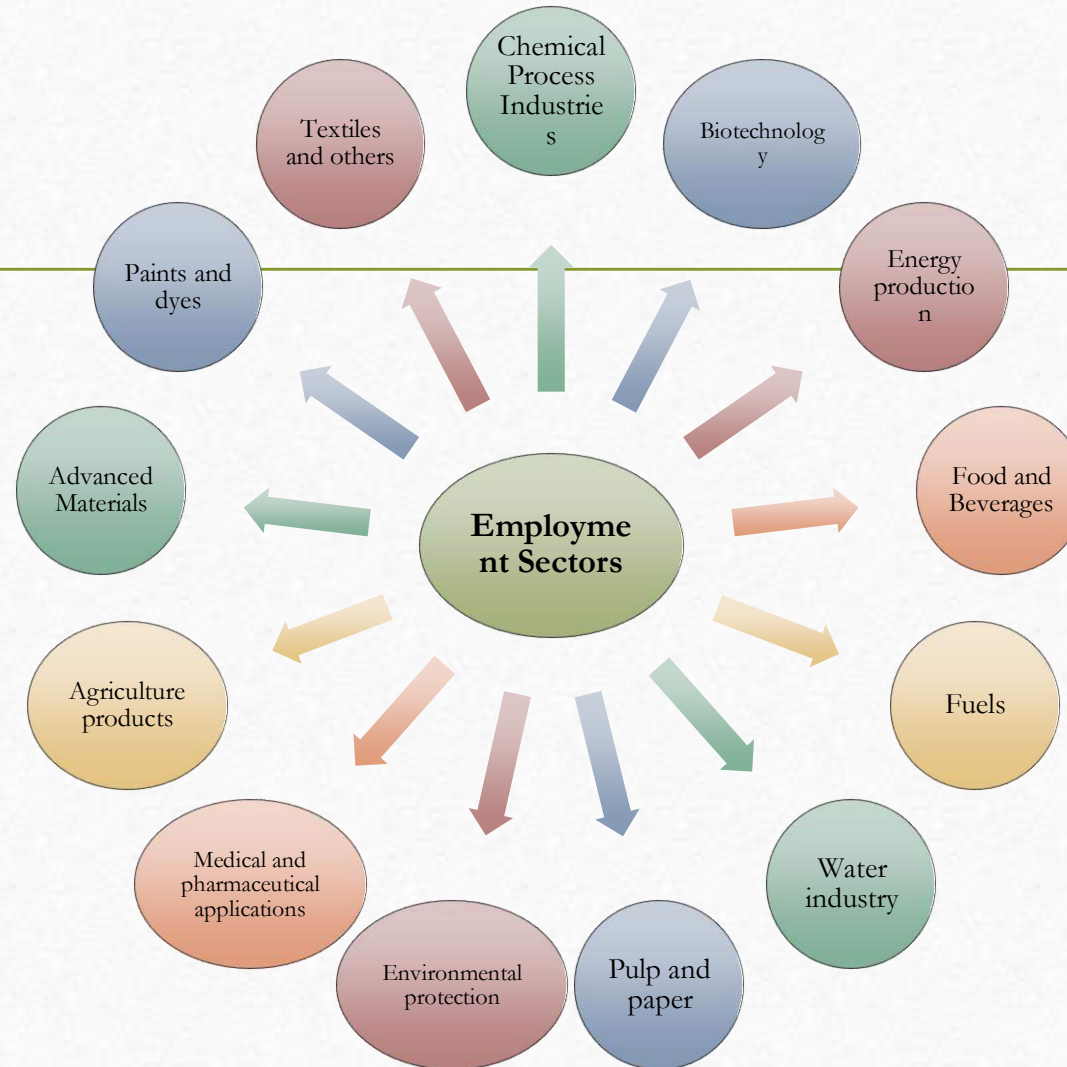 Chemical
Process
Industrie
s
Biotechnolog
y
Energy
productio
n
Food and
Beverages
Fuels
Water
industry
Pulp and
paper
Environmental
protection
Medical and
pharmaceutical
applications
Agriculture
products
Advanced
Materials
Paints and
dyes
Textiles
and others
Employme
nt Sectors